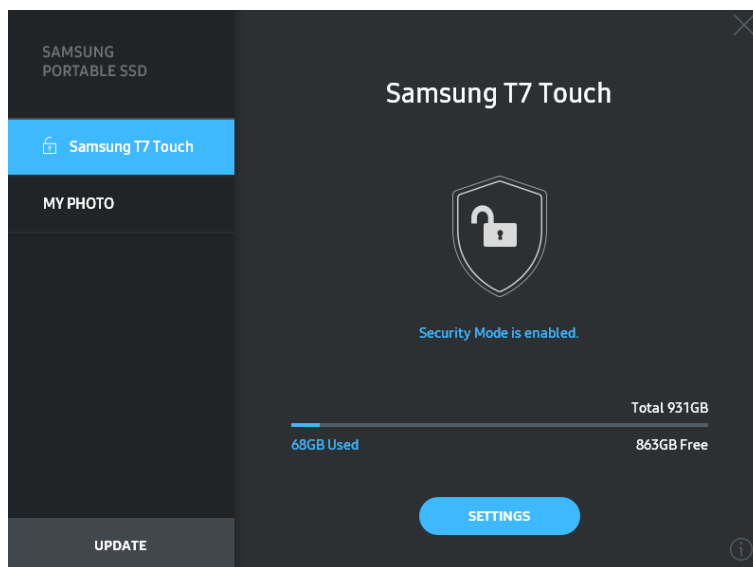 SAMSUNG
PORTABLE SSD
Samsung T7 Touch
MY PHOTO
UPDATE
Samsung T7 Touch
Security Mode is enabled.
Total 931GB
68GB Used
863GB Free
SETTINGS